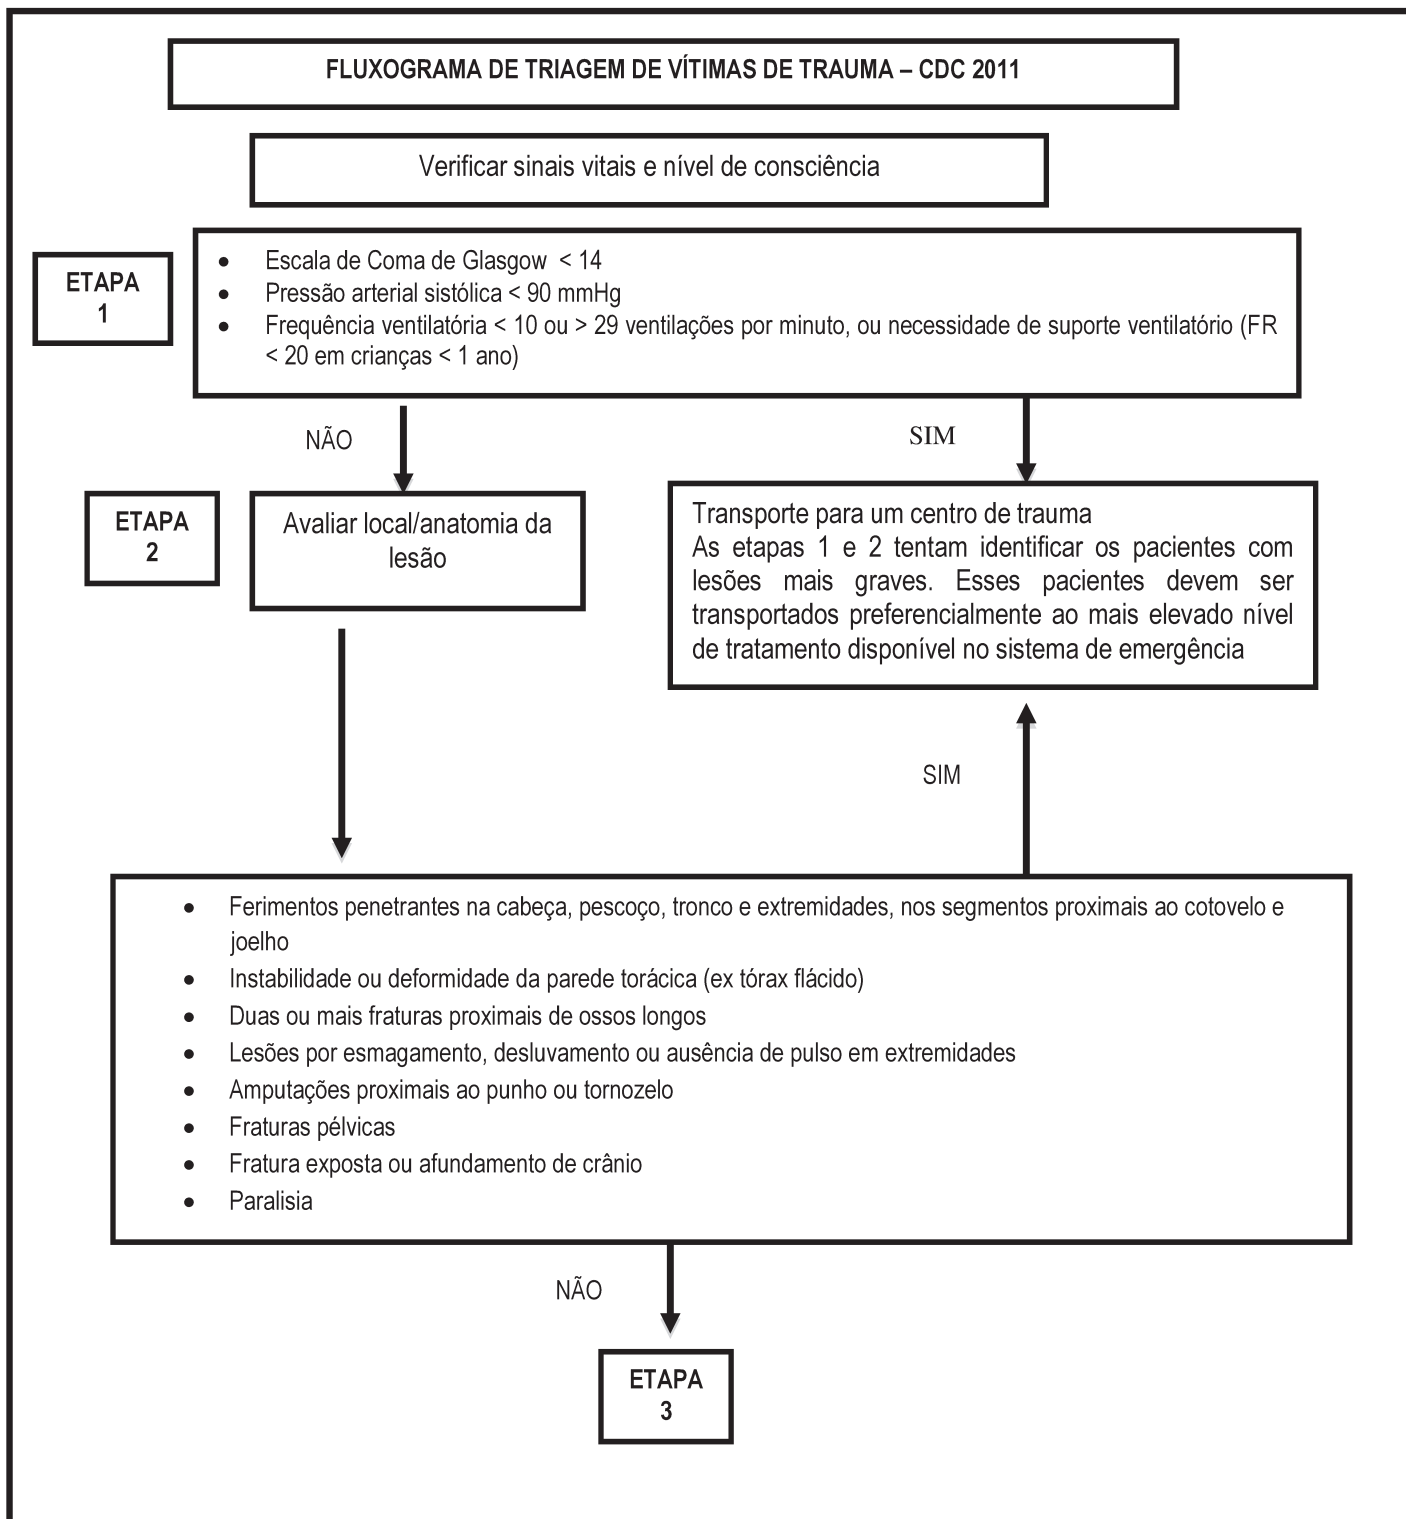 FLUXOGRAMA DE TRIAGEM DE VÍTIMAS DE TRAUMA – CDC 2011
Verificar sinais vitais e nível de consciência
ETAPA
1
• Escala de Coma de Glasgow < 14
• Pressão arterial sistólica < 90 mmHg
• Frequência ventilatória < 10 ou > 29 ventilações por minuto, ou necessidade de suporte ventilatório (FR
< 20 em crianças < 1 ano)
NÃO
SIM
ETAPA
2
Avaliar local/anatomia da
lesão
Transporte para um centro de trauma
As etapas 1 e 2 tentam identificar os pacientes com
lesões mais graves. Esses pacientes devem ser
transportados preferencialmente ao mais elevado nível
de tratamento disponível no sistema de emergência
SIM
• Ferimentos penetrantes na cabeça, pescoço, tronco e extremidades, nos segmentos proximais ao cotovelo e
joelho
• Instabilidade ou deformidade da parede torácica (ex tórax flácido)
• Duas ou mais fraturas proximais de ossos longos
• Lesões por esmagamento, desluvamento ou ausência de pulso em extremidades
• Amputações proximais ao punho ou tornozelo
• Fraturas pélvicas
• Fratura exposta ou afundamento de crânio
• Paralisia
NÃO
ETAPA
3